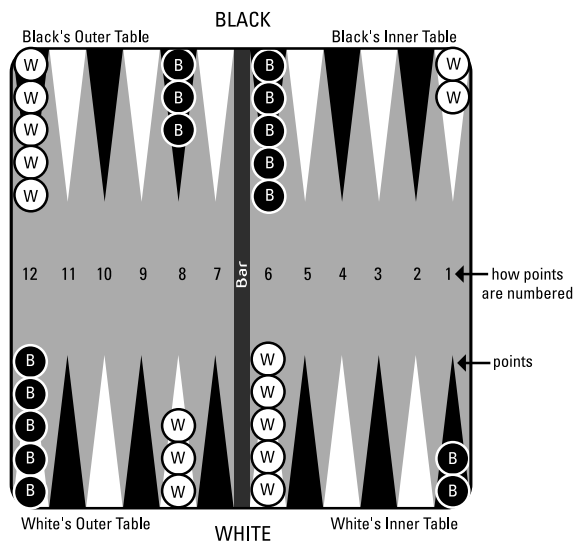 BLACK
Black's Outer Table
Black's Inner Table
W B B W
W B B W
W B B
W B
W B
12 11 10 9 8 7 Bar 6 5 4 3 2 1 how points
are numbered
B W
points
B W
B W W
B W W B
B W W B
White's Outer Table
White's Inner Table
WHITE